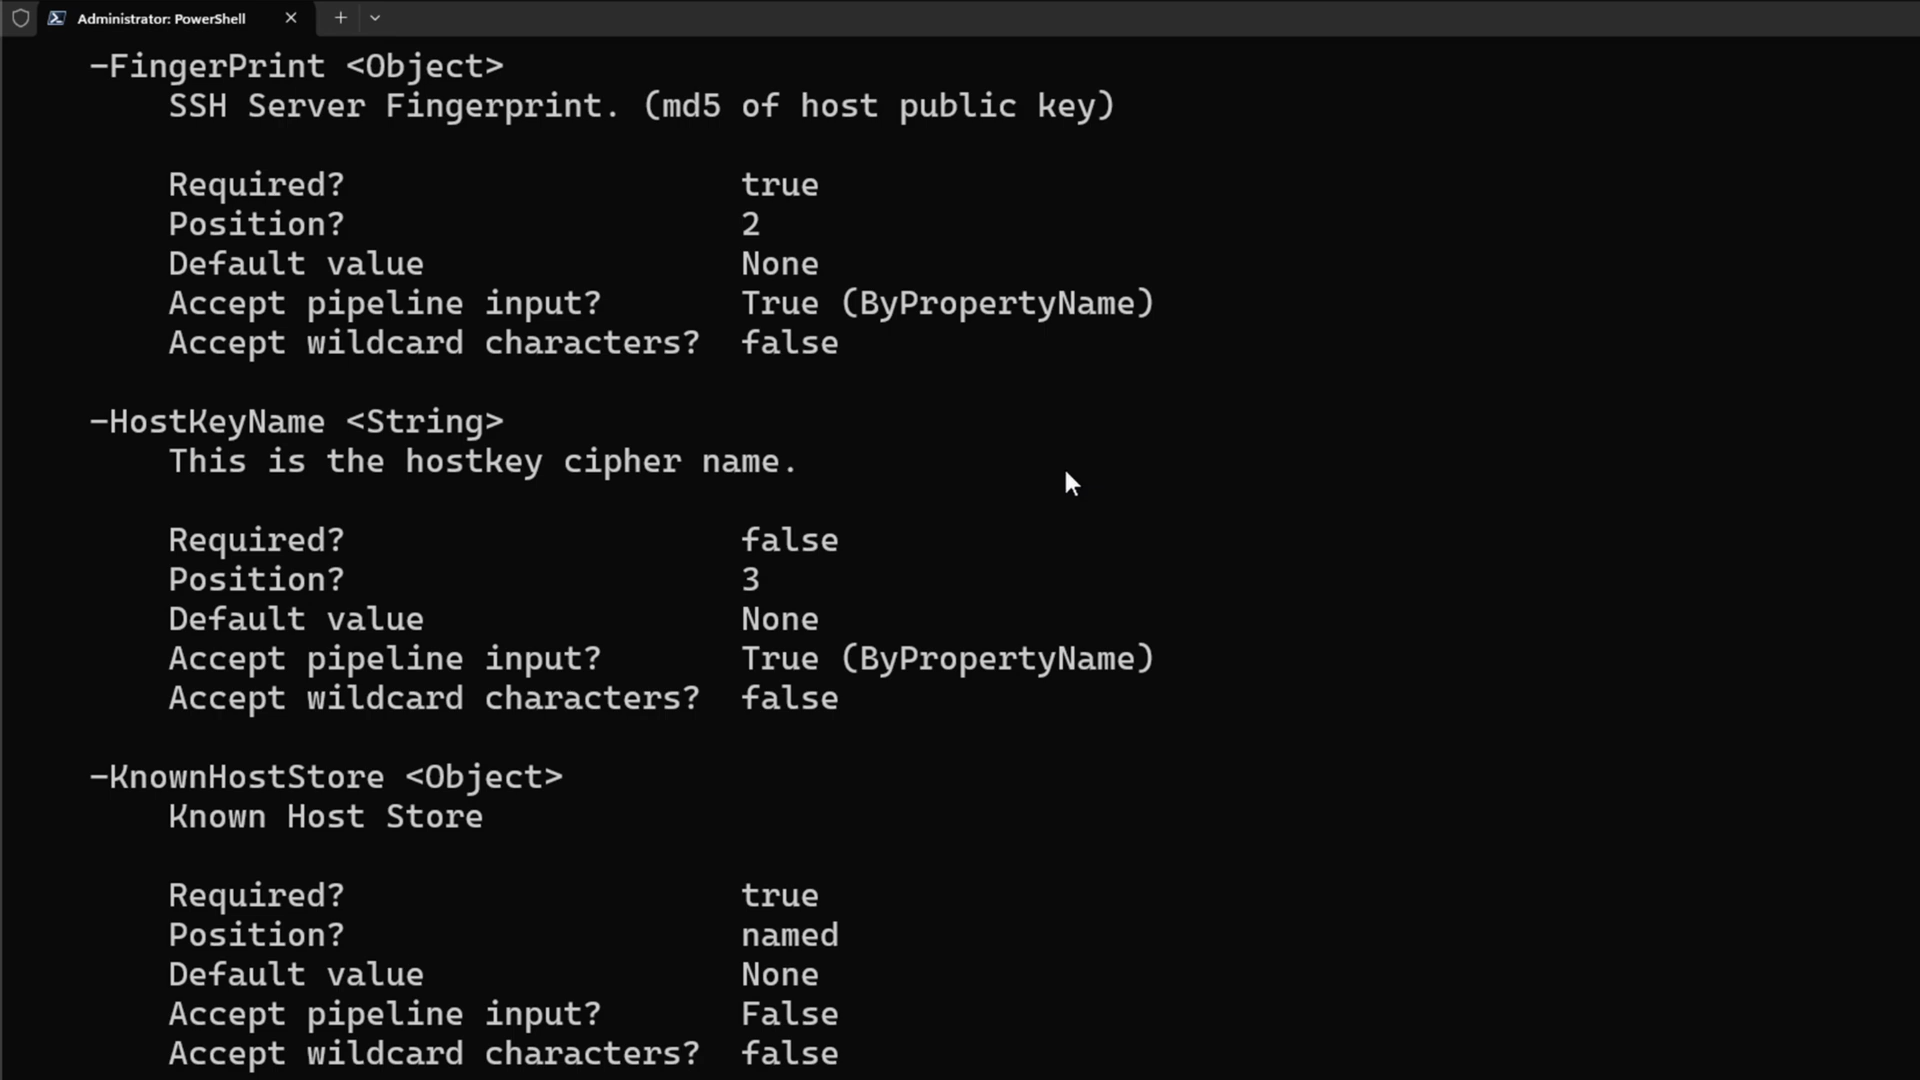 Administrator: PowerShell
-FingerPrint <Object>
SSH Server Fingerprint. (md5 of host public key)
Required? true
Position? 2
Default value None
Accept pipeline input? True (ByPropertyName)
Accept wildcard characters? false
-HostKeyName <String>
This is the hostkey cipher name.
Required? false
Position? 3
Default value None
Accept pipeline input? True (ByPropertyName)
Accept wildcard characters? false
-KnownHostStore <Object>
Known Host Store
Required? true
Position? named
Default value None
Accept pipeline input? False
Accept wildcard characters? false